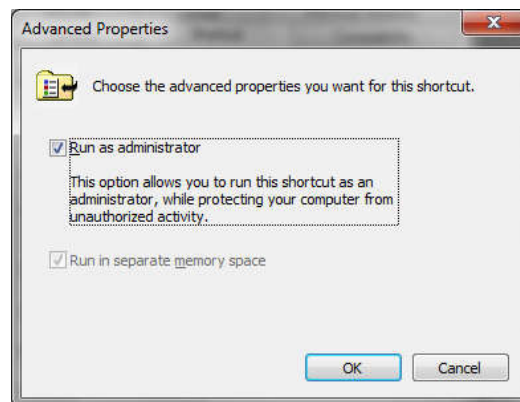 Advanced Properties
Choose the advanced properties you want for this shortcut.
Run as administrator
This option allows you to run this shortcut as an
administrator, while protecting your computer from
unauthorized activity.
Run in separate memory space
OK
Cancel